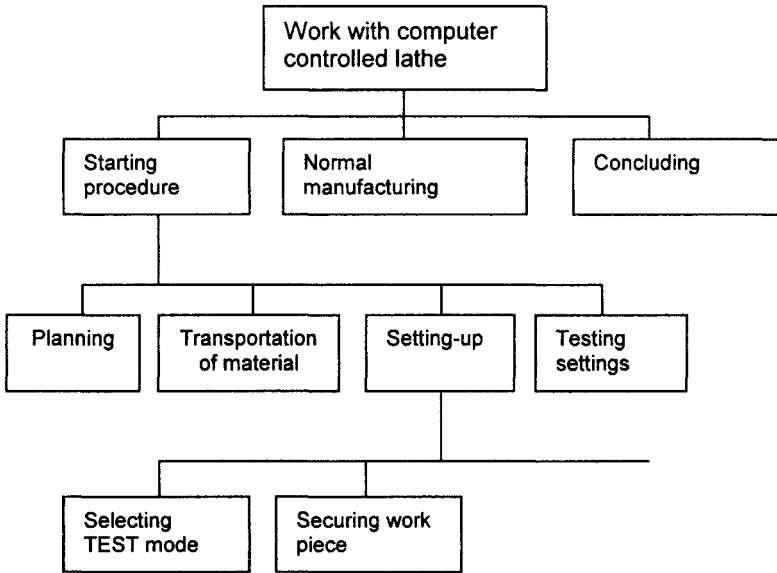 Work with computer
controlled lathe
Starting
procedure
Normal
manufacturing
Concluding
Planning
Transportation
of material
Setting-up
Testing
settings
Selecting
TEST mode
Securing work
piece